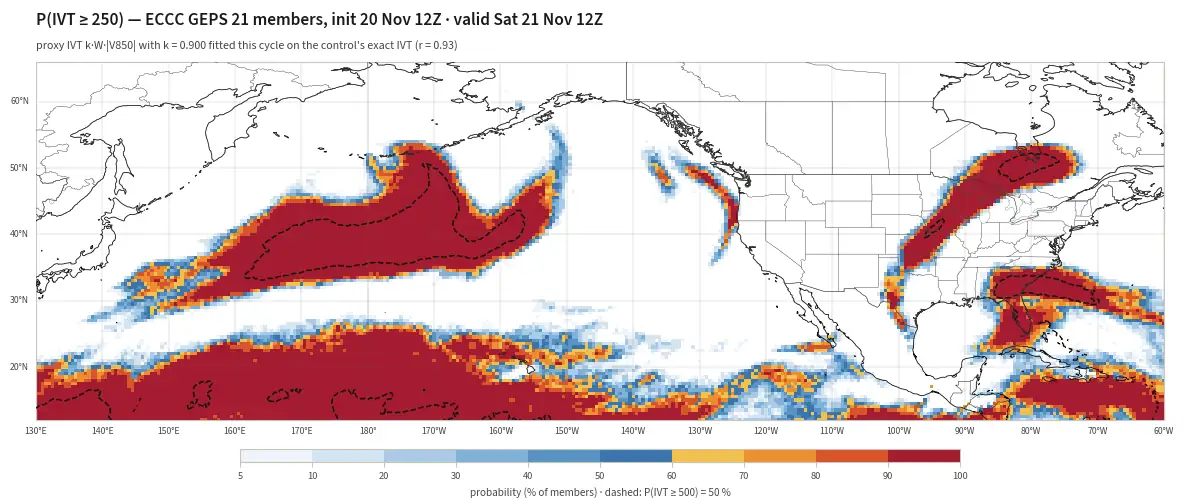 P(IVT ≥ 250) — ECCC GEPS 21 members, init 20 Nov 12Z · valid Sat 21 Nov 12Z
proxy IVT k·W·|V850| with k = 0.900 fitted this cycle on the control's exact IVT (r = 0.93)
60°N
50°N
40°N
30°N
20°N
130°E 140°E 150°E 160°E 170°E 180° 170°W 160°W 150°W 140°W 130°W 120°W 110°W 100°W 90°W 80°W 70°W 60°W
5 10 20 30 40 50 60 70 80 90 100
probability (% of members) · dashed: P(IVT ≥ 500) = 50 %